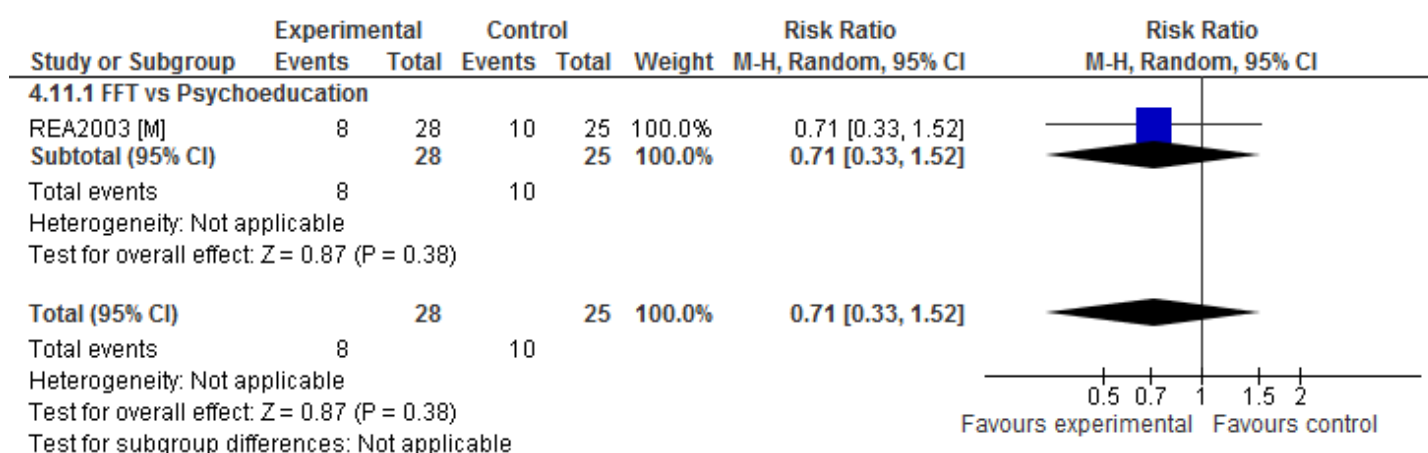 Experimental Control Risk Ratio Risk Ratio
Study or Subgroup Events Total Events Total Weight M-H, Random, 95% CI M-H, Random, 95% CI
4.11.1 FFT vs Psychoeducation
REA2003 [M] 8 28 10 25 100.0% 0.71 [0.33, 1.52]
Subtotal (95% CI) 28 25 100.0% 0.71 [0.33, 1.52]
Total events 8 10
Heterogeneity: Not applicable
Test for overall effect: Z = 0.87 (P = 0.38)
Total (95% CI) 28 25 100.0% 0.71 [0.33, 1.52]
Total events 8 10
Heterogeneity: Not applicable
Test for overall effect: Z = 0.87 (P = 0.38)
Test for subgroup differences: Not applicable
0.5 0.7 1 1.5 2
Favours experimental Favours control